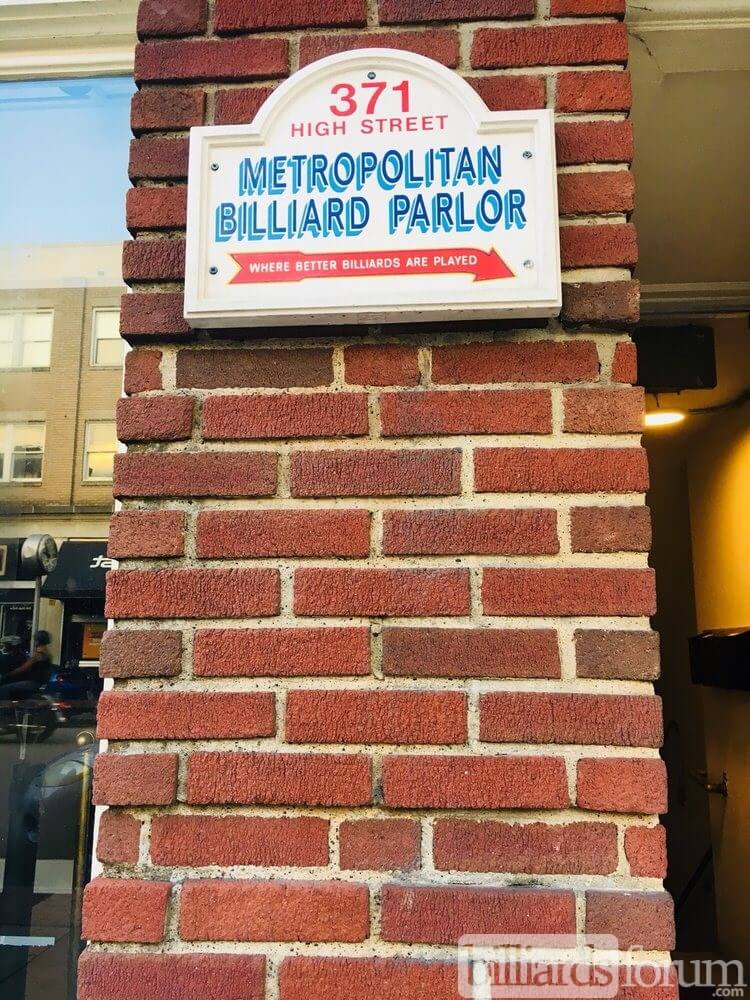 371
HIGH STREET
METROPOLITAN
BILLIARD PARLOR
WHERE BETTER BILLIARDS ARE PLAYED
billiardsforum
.com